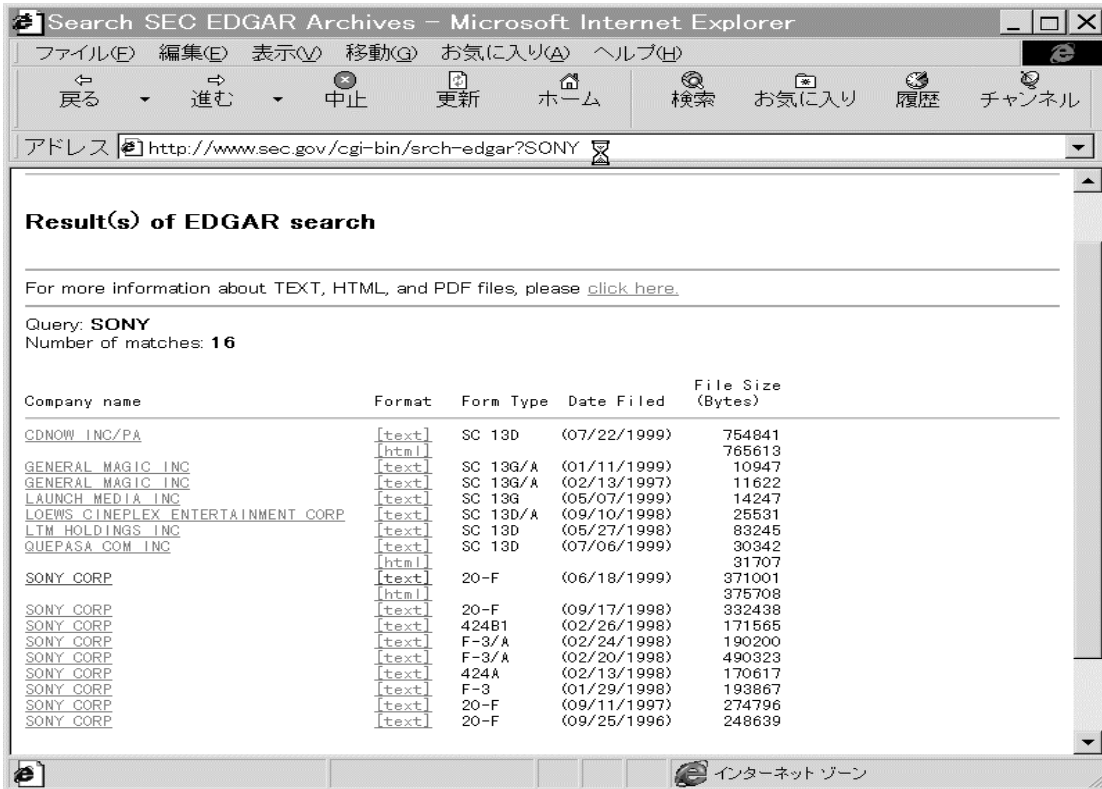 Search SEC EDGAR Archives - Microsoft Internet Explorer
ファイル(F) 編集(E) 表示(V) 移動(G) お気に入り(A) ヘルプ(H)
戻る 進む 中止 更新 ホーム 検索 お気に入り 履歴 チャンネル
アドレス http://www.sec.gov/cgi-bin/srch-edgar?SONY
Result(s) of EDGAR search
For more information about TEXT, HTML, and PDF files, please click here.
Query: SONY
Number of matches: 16
File Size
Company name Format Form Type Date Filed (Bytes)
CDNOW INC/PA [text] SC 13D (07/22/1999) 754841
[html] 765613
GENERAL MAGIC INC [text] SC 13G/A (01/11/1999) 10947
GENERAL MAGIC INC [text] SC 13G/A (02/13/1997) 11622
LAUNCH MEDIA INC [text] SC 13G (05/07/1999) 14247
LOEWS CINEPLEX ENTERTAINMENT CORP [text] SC 13D/A (09/10/1998) 25531
LTM HOLDINGS INC [text] SC 13D (05/27/1998) 83245
QUEPASA COM INC [text] SC 13D (07/06/1999) 30342
[html] 31707
SONY CORP [text] 20-F (06/18/1999) 371001
[html] 375708
SONY CORP [text] 20-F (09/17/1998) 332438
SONY CORP [text] 424B1 (02/26/1998) 171565
SONY CORP [text] F-3/A (02/24/1998) 190200
SONY CORP [text] F-3/A (02/20/1998) 490323
SONY CORP [text] 424A (02/13/1998) 170617
SONY CORP [text] F-3 (01/29/1998) 193867
SONY CORP [text] 20-F (09/11/1997) 274796
SONY CORP [text] 20-F (09/25/1996) 248639
インターネット ゾーン